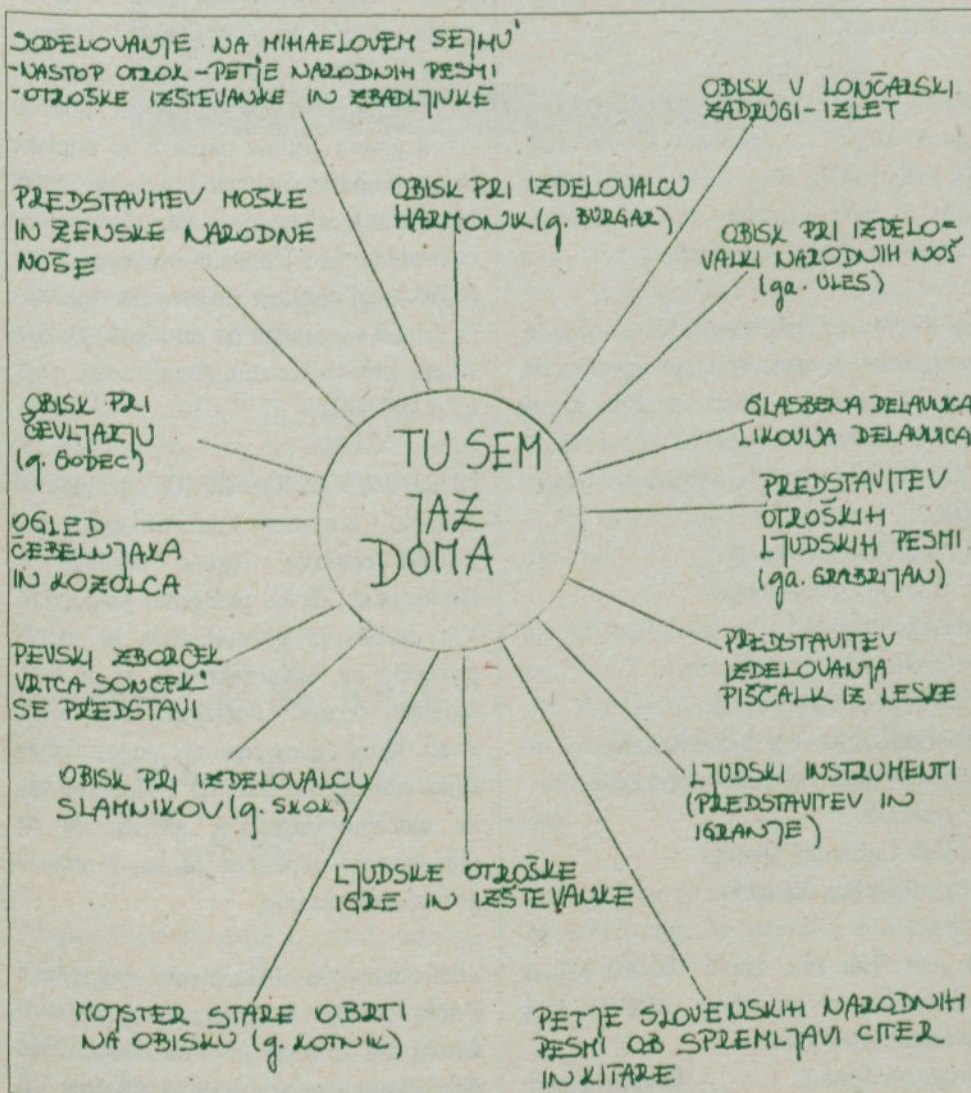 SODELOVANJE NA MIHAELOVEM SEJMU
-NASTOP OTROK - PETJE NARODNIH PESMI
-OTROŠKE IZŠTEVANKE IN ZBADLJIVKE
OBISK V LONČARSKI
ZADRUGI - IZLET
PREDSTAVITEV MOŠKE
IN ŽENSKE NARODNE
NOŠE
OBISK PRI IZDELOVALCU
HARMONIK (g. BURGAR)
OBISK PRI IZDELO=
VALKI NARODNIH NOŠ
(ga. ULES)
OBISK PRI
ČEVLJARJU
(g. GODEC)
TU SEM
JAZ
DOMA
GLASBENA DELAVNICA
LIKOVNA DELAVNICA
PREDSTAVITEV
OTROŠKIH
LJUDSKIH PESMI
(ga. GRABRIJAN)
OGLED
ČEBELNJAKA
IN KOZOLCA
PEVSKI ZBORČEK
VRTCA SONČEK
SE PREDSTAVI
PREDSTAVITEV
IZDELOVANJA
PIŠČALK IZ LESKE
OBISK PRI IZDELOVALCU
SLAMNIKOV (g. SKOK)
LJUDSKI INSTRUMENTI
(PREDSTAVITEV IN
IGRANJE)
LJUDSKE OTROŠKE
IGRE IN IZŠTEVANKE
MOJSTER STARE OBRTI
NA OBISKU (g. KOTNIK)
PETJE SLOVENSKIH NARODNIH
PESMI OB SPREMLJAVI CITER
IN KITARE